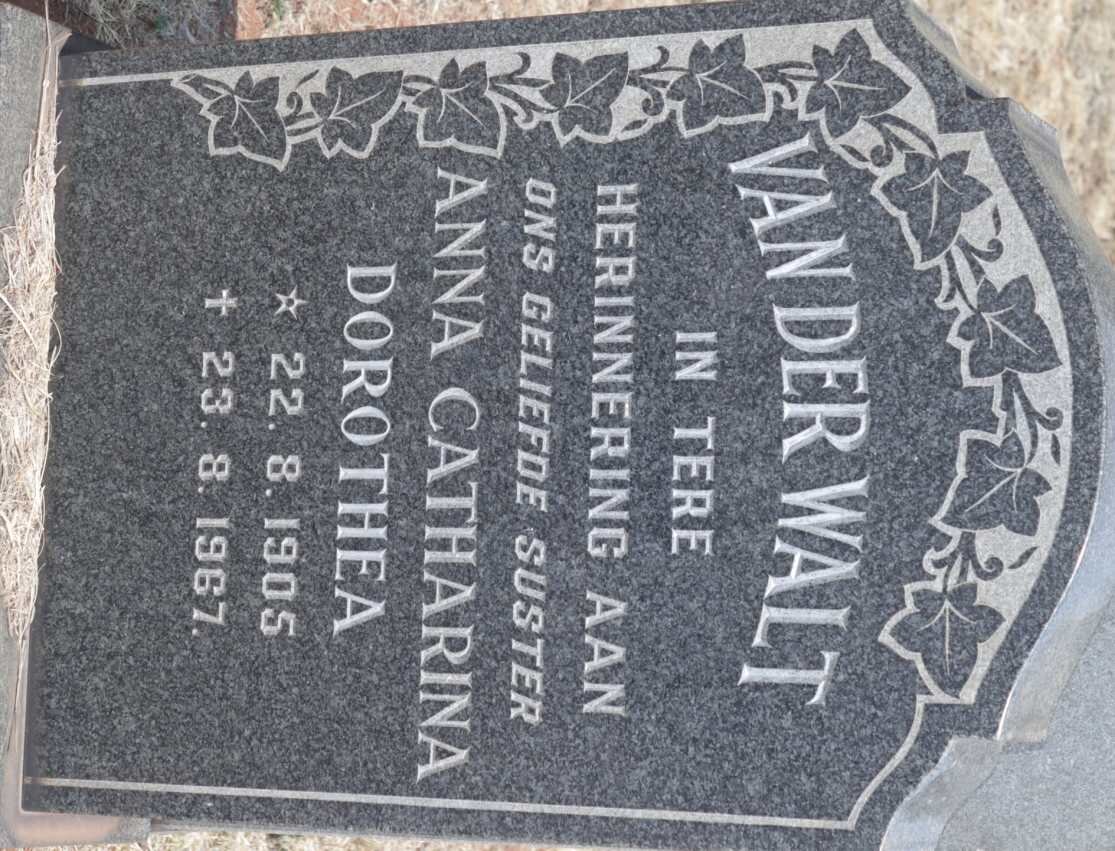 VAN DER WALT
IN TERE
HERINNERING AAN
ONS GELIEFDE SUSTER
ANNA CATHARINA
DOROTHEA
★ 22. 8. 1905
✝ 23. 8. 1967.